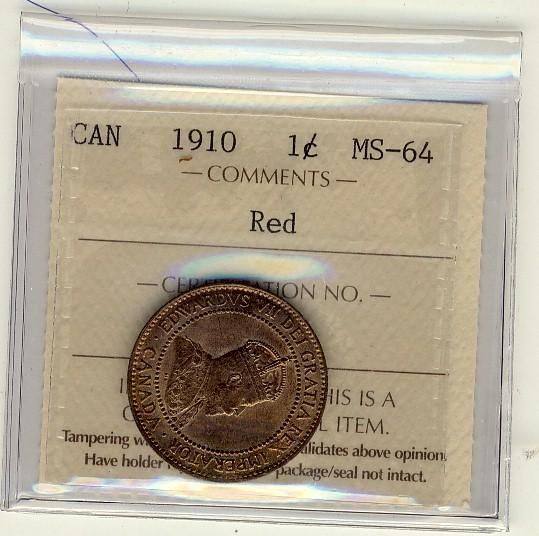 CAN 1910 1¢ MS-64
— COMMENTS —
Red
— CERTIFICATION NO. —
EDWARDVS VII DEI GRATIA REX IMPERATOR · CANADA ·
THIS IS A
ITEM.
Tampering
above opinion.
Have holder
package/seal not intact.